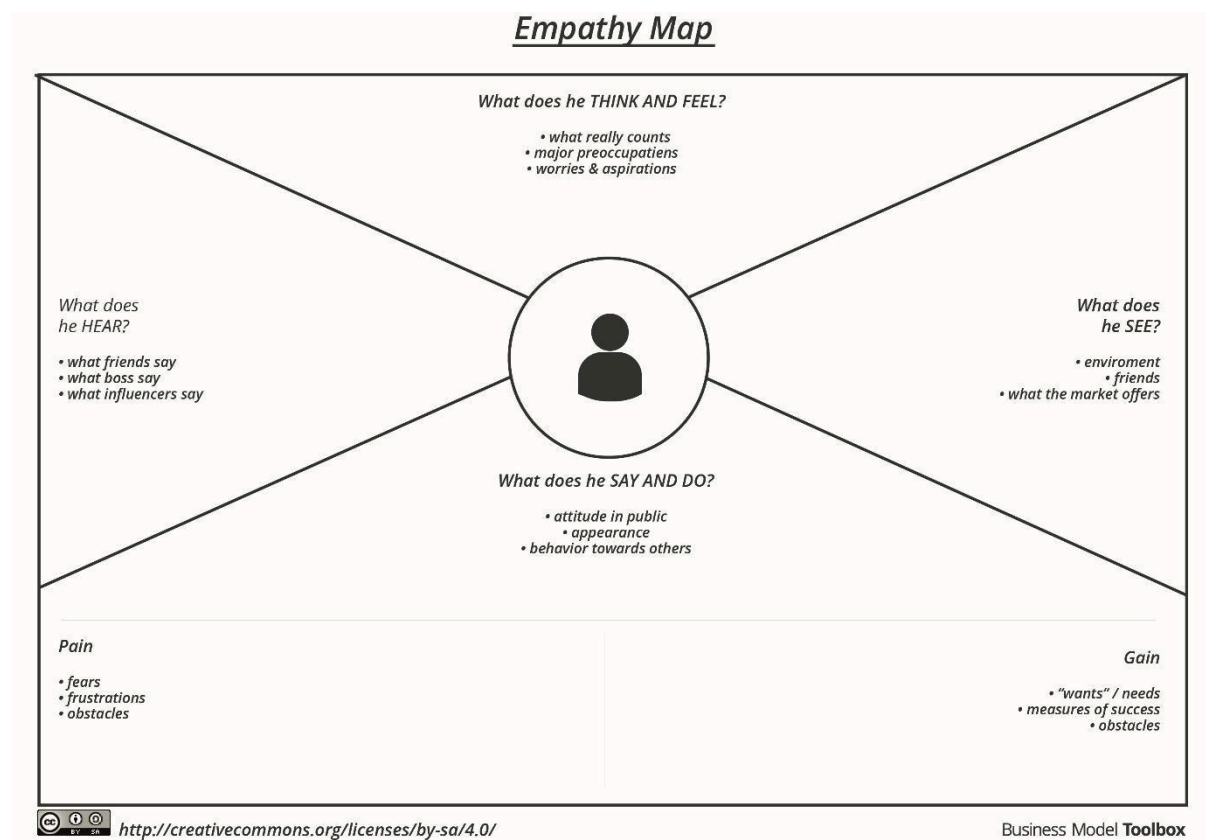 Empathy Map
What does he THINK AND FEEL?
• what really counts
• major preoccupatiens
• worries & aspirations
What does
he HEAR?
• what friends say
• what boss say
• what influencers say
What does
he SEE?
• enviroment
• friends
• what the market offers
What does he SAY AND DO?
• attitude in public
• appearance
• behavior towards others
Pain
• fears
• frustrations
• obstacles
Gain
• “wants” / needs
• measures of success
• obstacles
cc BY SA
http://creativecommons.org/licenses/by-sa/4.0/
Business Model Toolbox